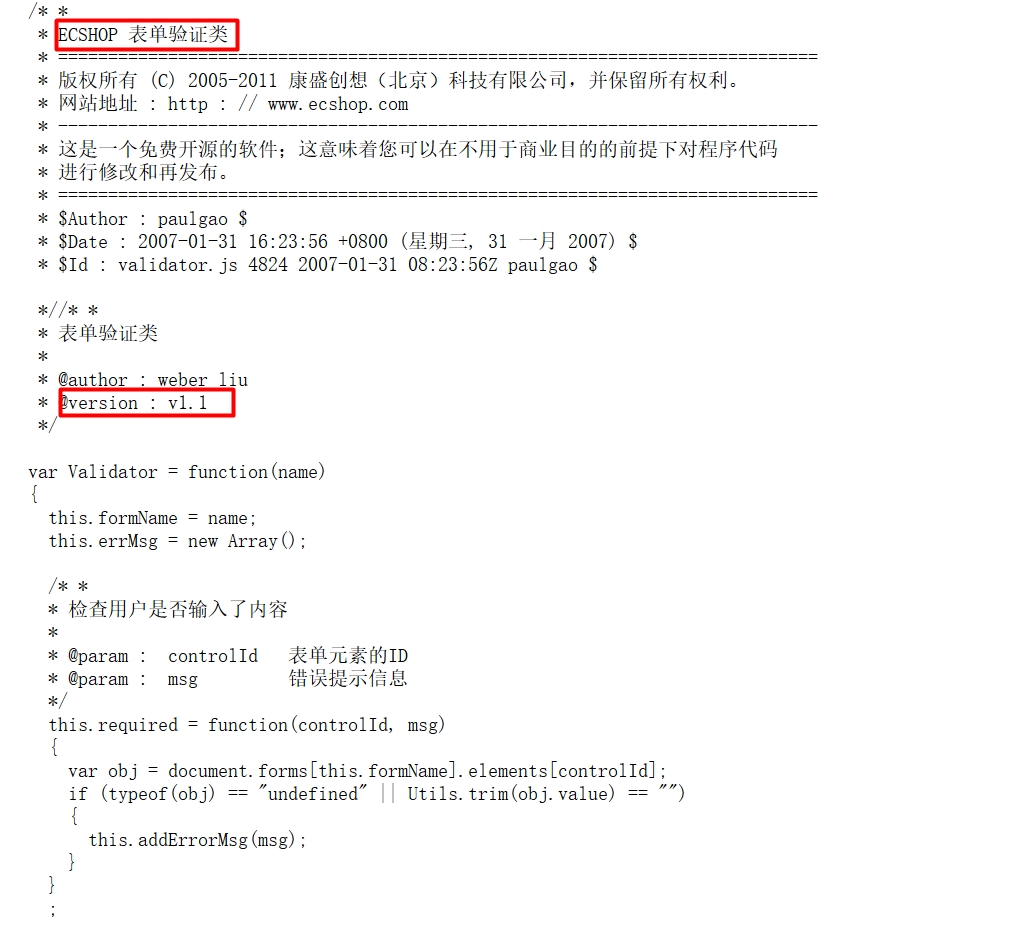 /* *
 * ECSHOP 表单验证类
 * ============================================================================
 * 版权所有 (C) 2005-2011 康盛创想（北京）科技有限公司，并保留所有权利。
 * 网站地址 : http : // www.ecshop.com
 * ----------------------------------------------------------------------------
 * 这是一个免费开源的软件；这意味着您可以在不用于商业目的的前提下对程序代码
 * 进行修改和再发布。
 * ============================================================================
 * $Author : paulgao $
 * $Date : 2007-01-31 16:23:56 +0800 (星期三, 31 一月 2007) $
 * $Id : validator.js 4824 2007-01-31 08:23:56Z paulgao $

 *//* *
 * 表单验证类
 *
 * @author : weber liu
 * @version : v1.1
 */

var Validator = function(name)
{
  this.formName = name;
  this.errMsg = new Array();

  /* *
  * 检查用户是否输入了内容
  *
  * @param :  controlId   表单元素的ID
  * @param :  msg         错误提示信息
  */
  this.required = function(controlId, msg)
  {
    var obj = document.forms[this.formName].elements[controlId];
    if (typeof(obj) == "undefined" || Utils.trim(obj.value) == "")
    {
      this.addErrorMsg(msg);
    }
  }
  ;